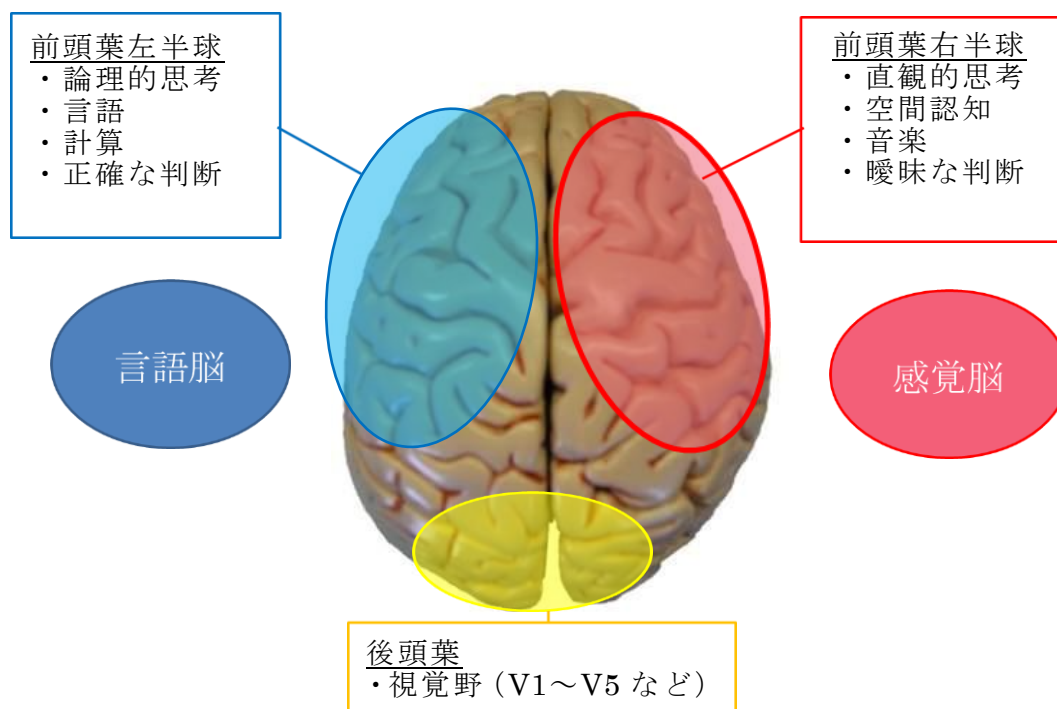 前頭葉左半球
・論理的思考
・言語
・計算
・正確な判断
前頭葉右半球
・直観的思考
・空間認知
・音楽
・曖昧な判断
言語脳
感覚脳
後頭葉
・視覚野（V1～V5 など）